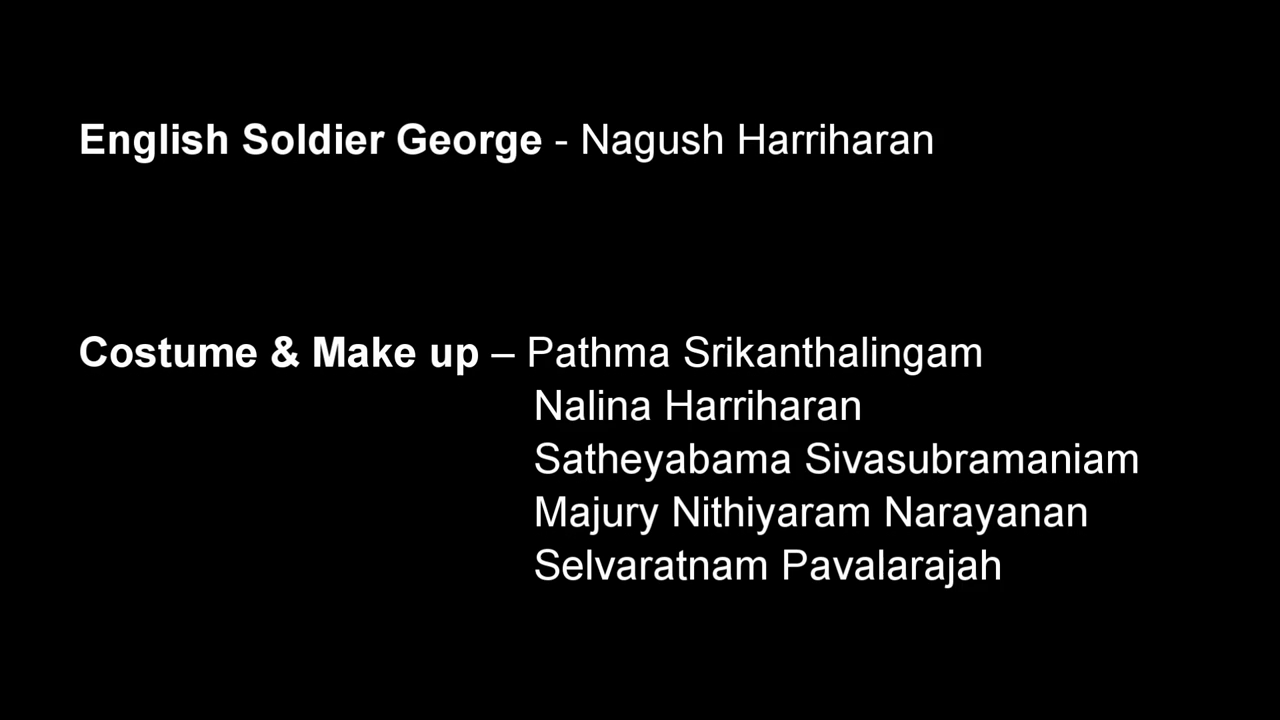 English Soldier George - Nagush Harriharan
Costume & Make up – Pathma Srikanthalingam
Nalina Harriharan
Satheyabama Sivasubramaniam
Majury Nithiyaram Narayanan
Selvaratnam Pavalarajah